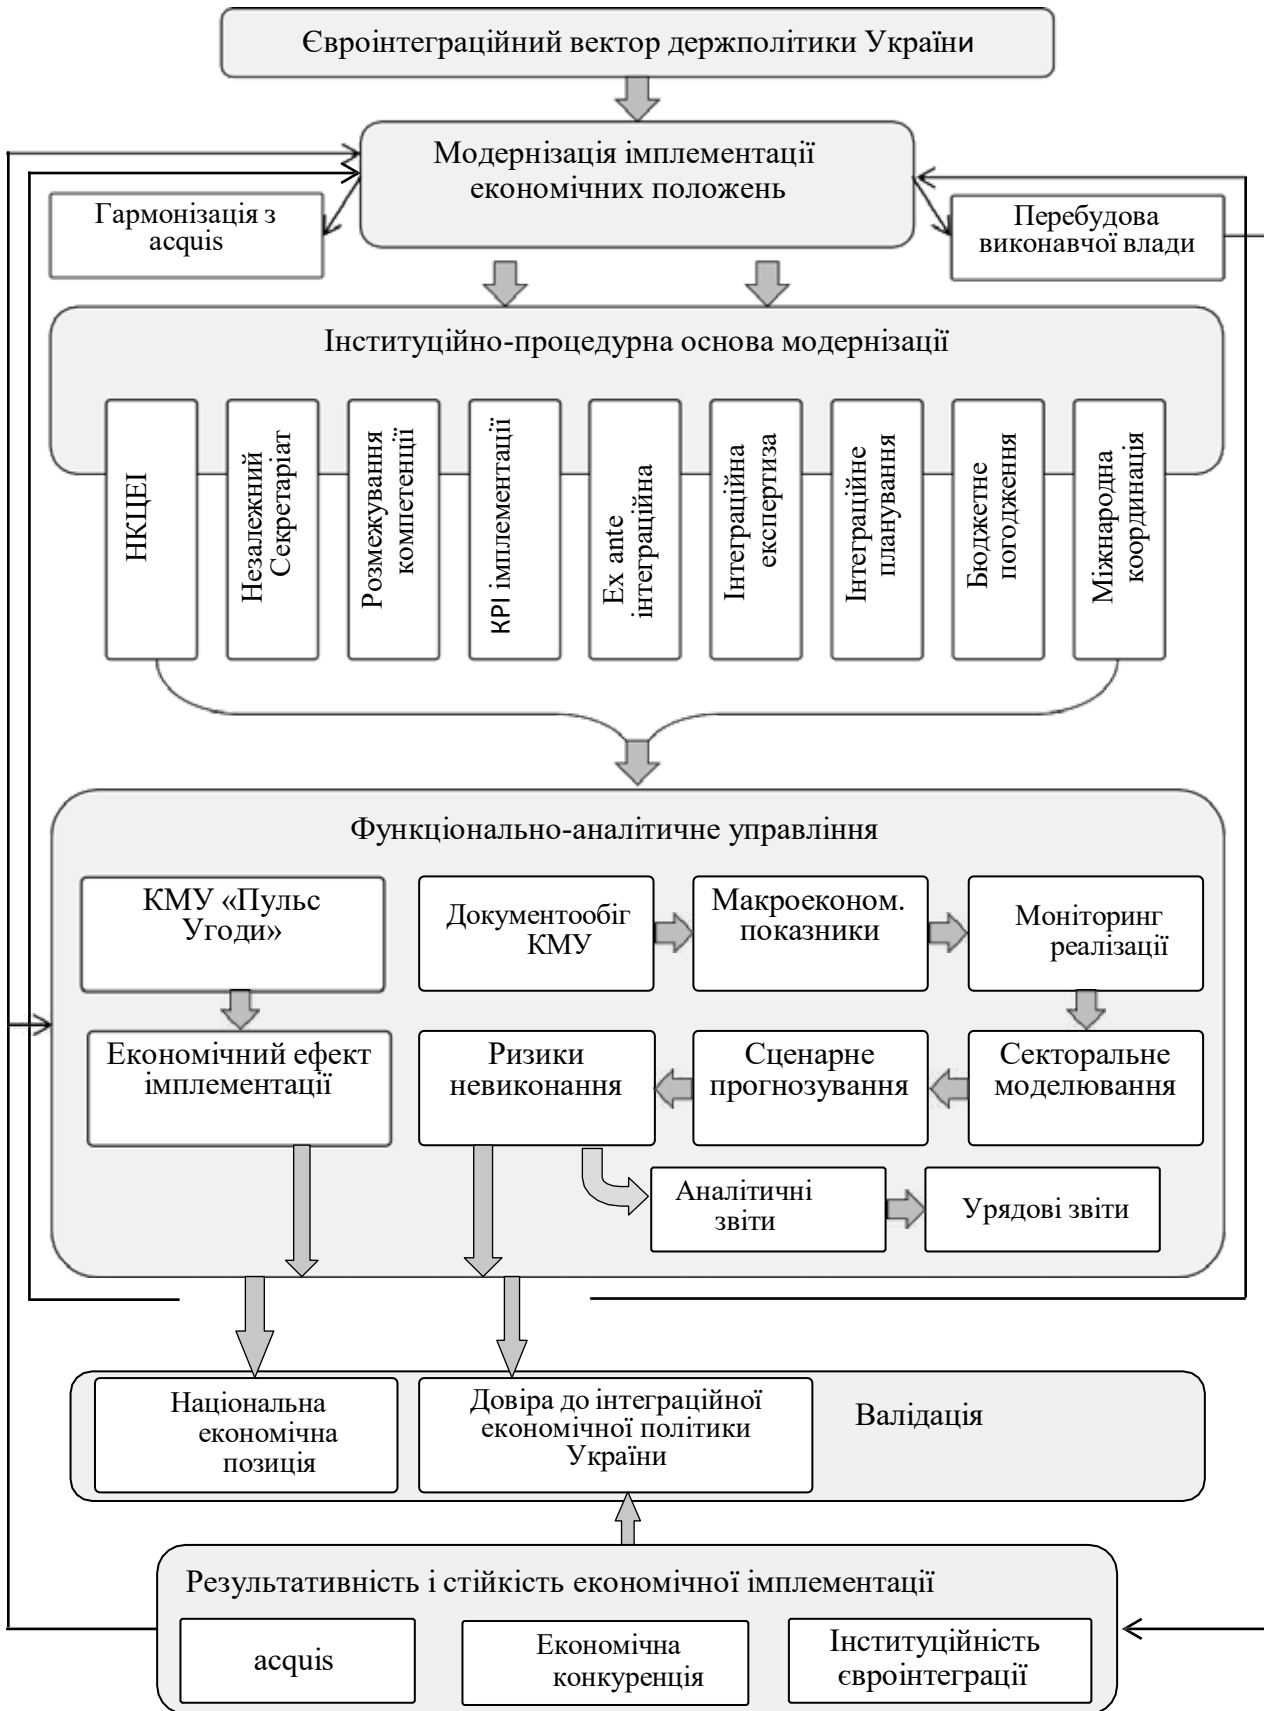 Євроінтеграційний вектор держполітики України
Модернізація імплементації
економічних положень
Гармонізація з
acquis
Перебудова
виконавчої влади
Інституційно-процедурна основа модернізації
НКЦЕІ
Незалежний
Секретаріат
Розмежування
компетенції
KPI імплементації
Ex ante
інтеграційна
Інтеграційна
експертиза
Інтеграційне
планування
Бюджетне
погодження
Міжнародна
координація
Функціонально-аналітичне управління
КМУ «Пульс
Угоди»
Документообіг
КМУ
Макроеконом.
показники
Моніторинг
реалізації
Економічний ефект
імплементації
Ризики
невиконання
Сценарне
прогнозування
Секторальне
моделювання
Аналітичні
звіти
Урядові звіти
Національна
економічна
позиція
Довіра до інтеграційної
економічної політики
України
Валідація
Результативність і стійкість економічної імплементації
acquis
Економічна
конкуренція
Інституційність
євроінтеграції